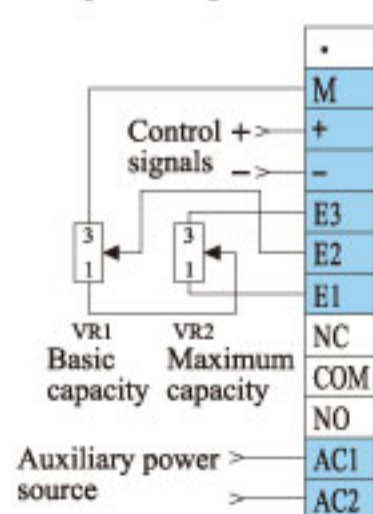 M
Control +
signals -
+
-
E3
E2
E1
3
1
3
1
VR1
Basic
capacity
VR2
Maximum
capacity
NC
COM
NO
Auxiliary power
source
AC1
AC2